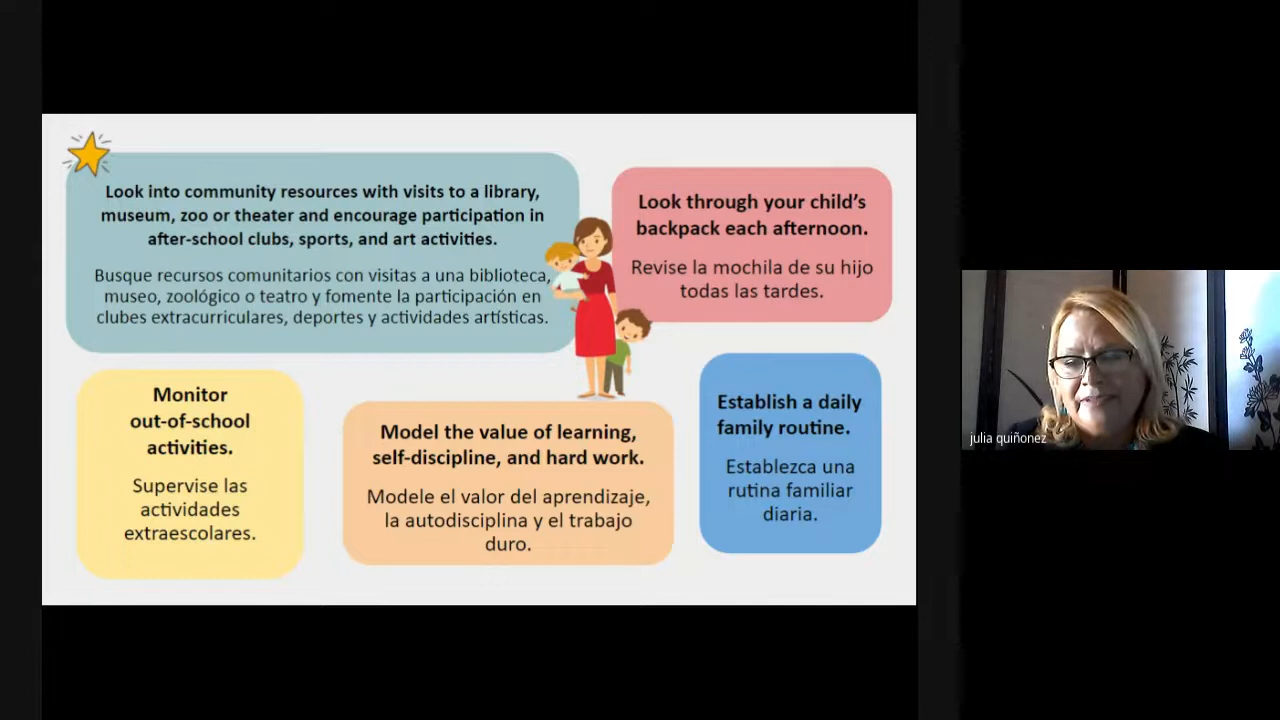 Look into community resources with visits to a library,
museum, zoo or theater and encourage participation in
after-school clubs, sports, and art activities.
Busque recursos comunitarios con visitas a una biblioteca,
museo, zoológico o teatro y fomente la participación en
clubes extracurriculares, deportes y actividades artísticas.
Look through your child’s
backpack each afternoon.
Revise la mochila de su hijo
todas las tardes.
Monitor
out-of-school
activities.
Supervise las
actividades
extraescolares.
Model the value of learning,
self-discipline, and hard work.
Modele el valor del aprendizaje,
la autodisciplina y el trabajo
duro.
Establish a daily
family routine.
Establezca una
rutina familiar
diaria.
julia quiñonez